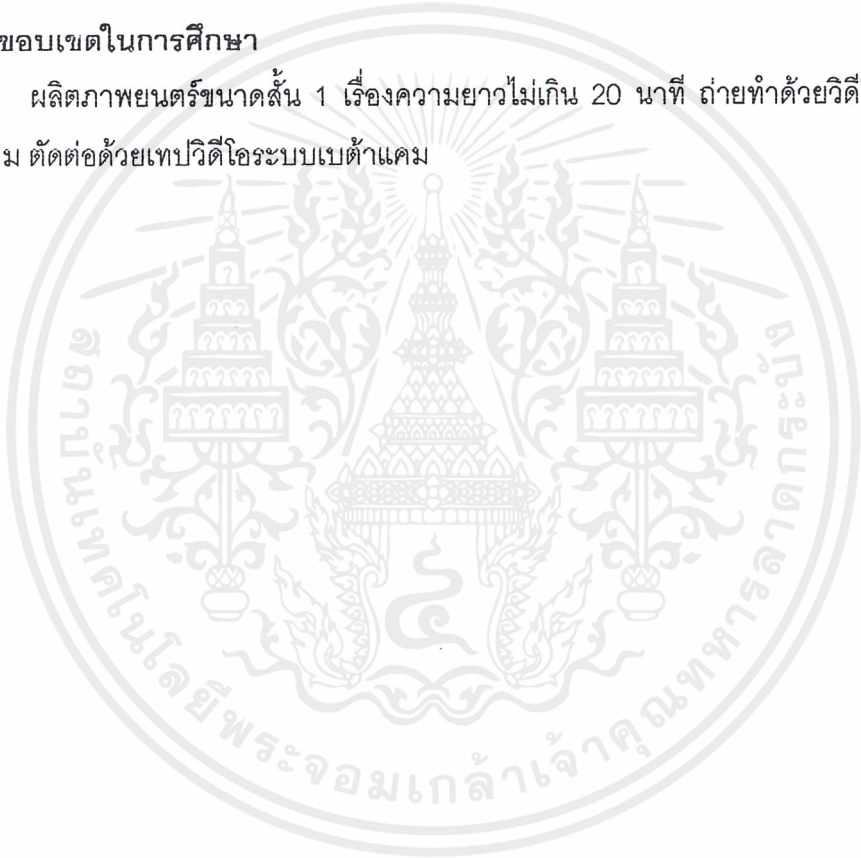 ขอบเขตในการศึกษา
ผลิตภาพยนตร์ขนาดสั้น 1 เรื่องความยาวไม่เกิน 20 นาที ถ่ายทำด้วยวิดี
ม ตัดต่อด้วยเทปวิดีโอระบบเบต้าแคม
สถาบันเทคโนโลยีพระจอมเกล้าเจ้าคุณทหารลาดกระบัง